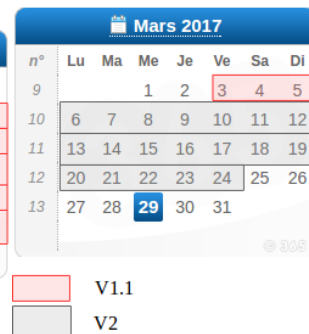 Mars 2017
n° Lu Ma Me Je Ve Sa Di
9 1 2 3 4 5
10 6 7 8 9 10 11 12
11 13 14 15 16 17 18 19
12 20 21 22 23 24 25 26
13 27 28 29 30 31
© 365
V1.1
V2